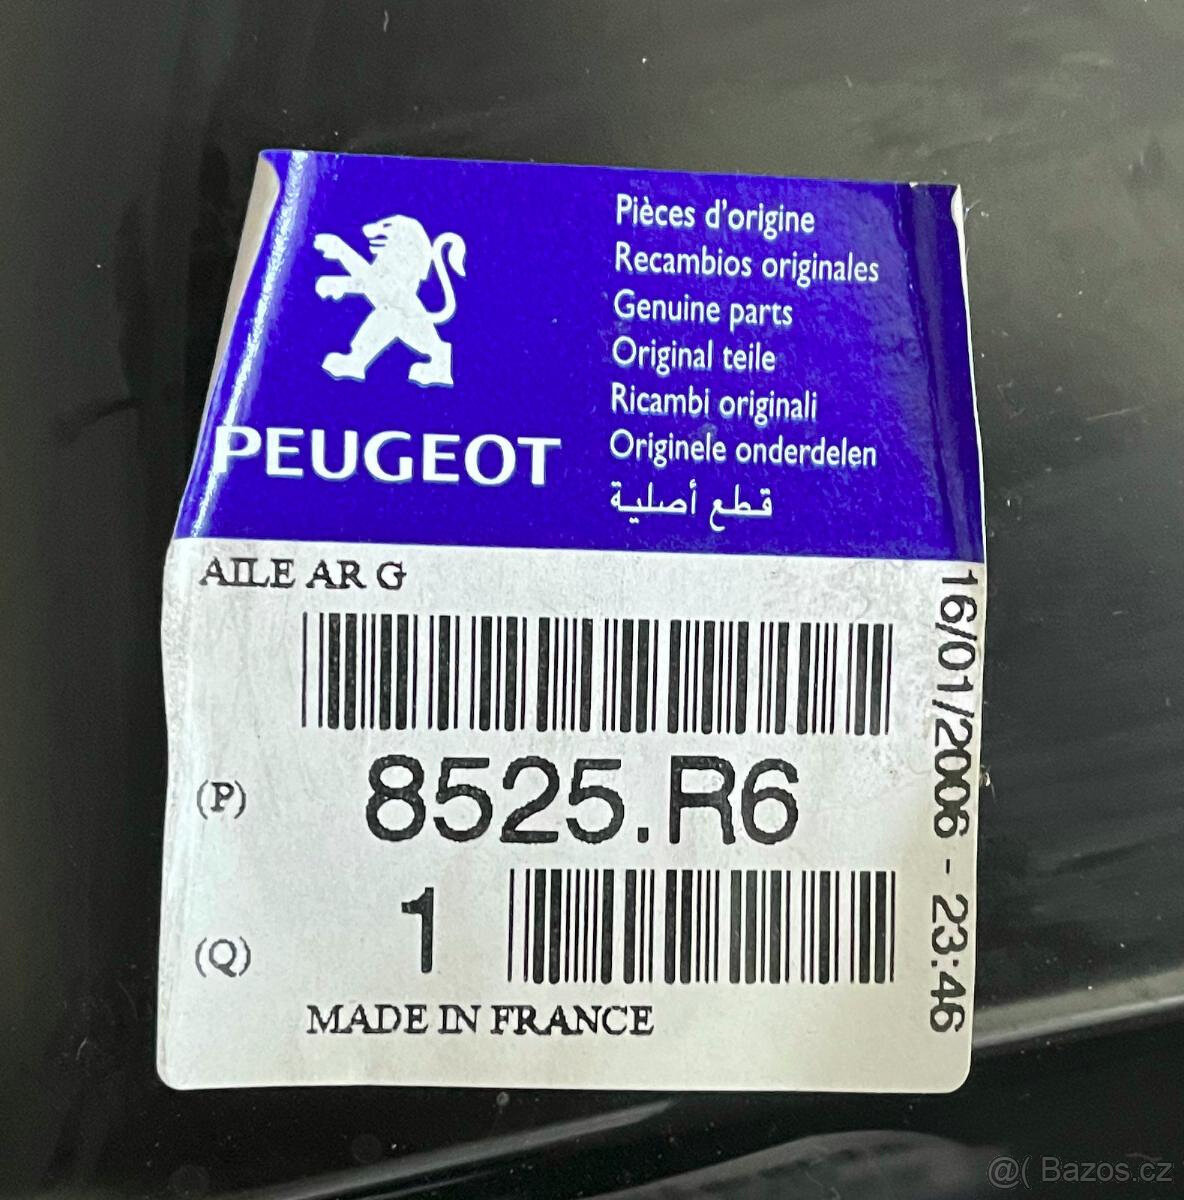 PEUGEOT
Pièces d'origine
Recambios originales
Genuine parts
Original teile
Ricambi originali
Originele onderdelen
قطع أصلية
AILE AR G
(P) 8525.R6
(Q) 1
MADE IN FRANCE
16/01/2006 - 23:46
@( Bazos.cz